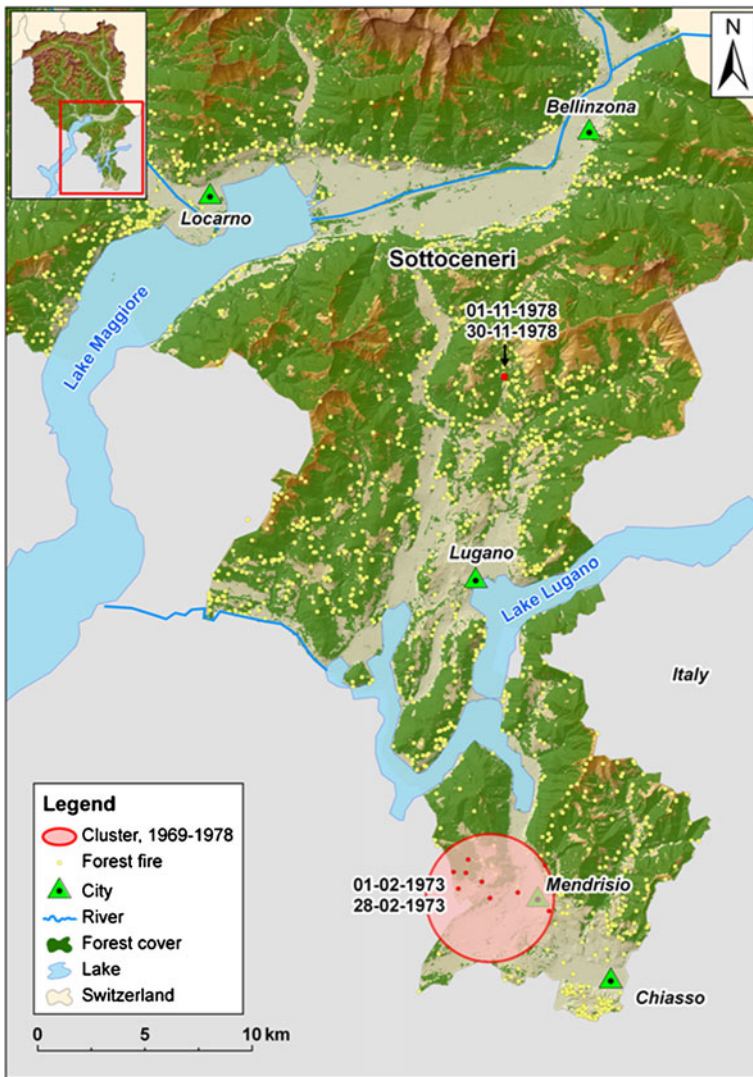 N
Bellinzona
Locarno
Sottoceneri
01-11-1978
30-11-1978
Lake Maggiore
Lugano
Lake Lugano
Italy
Legend
Cluster, 1969-1978
Forest fire
City
River
Forest cover
Lake
Switzerland
01-02-1973
28-02-1973
Mendrisio
Chiasso
0 5 10 km